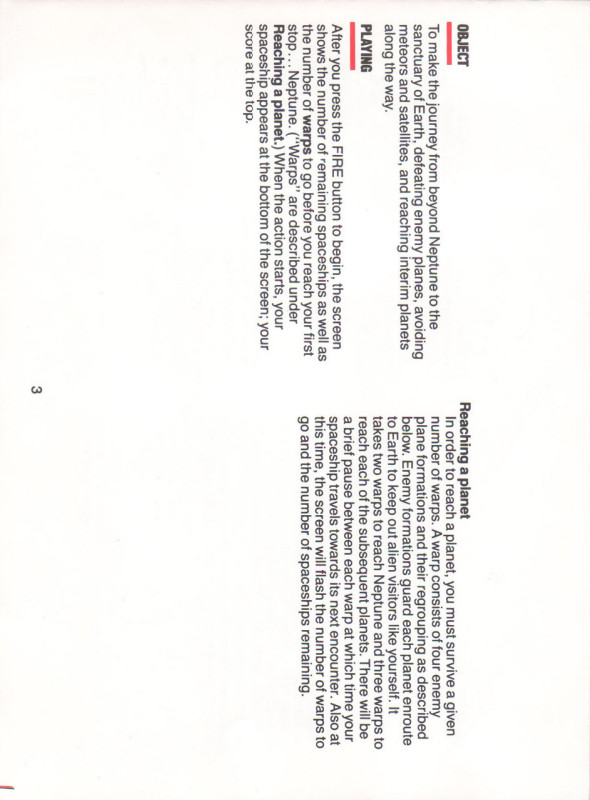 OBJECT
To make the journey from beyond Neptune to the
sanctuary of Earth, defeating enemy planes, avoiding
meteors and satellites, and reaching interim planets
along the way.
PLAYING
After you press the FIRE button to begin, the screen
shows the number of remaining spaceships as well as
the number of warps to go before you reach your first
stop... Neptune. ("Warps" are described under
Reaching a planet.) When the action starts, your
spaceship appears at the bottom of the screen; your
score at the top.
Reaching a planet
In order to reach a planet, you must survive a given
number of warps. A warp consists of four enemy
plane formations and their regrouping as described
below. Enemy formations guard each planet enroute
to Earth to keep out alien visitors like yourself. It
takes two warps to reach Neptune and three warps to
reach each of the subsequent planets. There will be
a brief pause between each warp at which time your
spaceship travels towards its next encounter. Also at
this time, the screen will flash the number of warps to
go and the number of spaceships remaining.
3